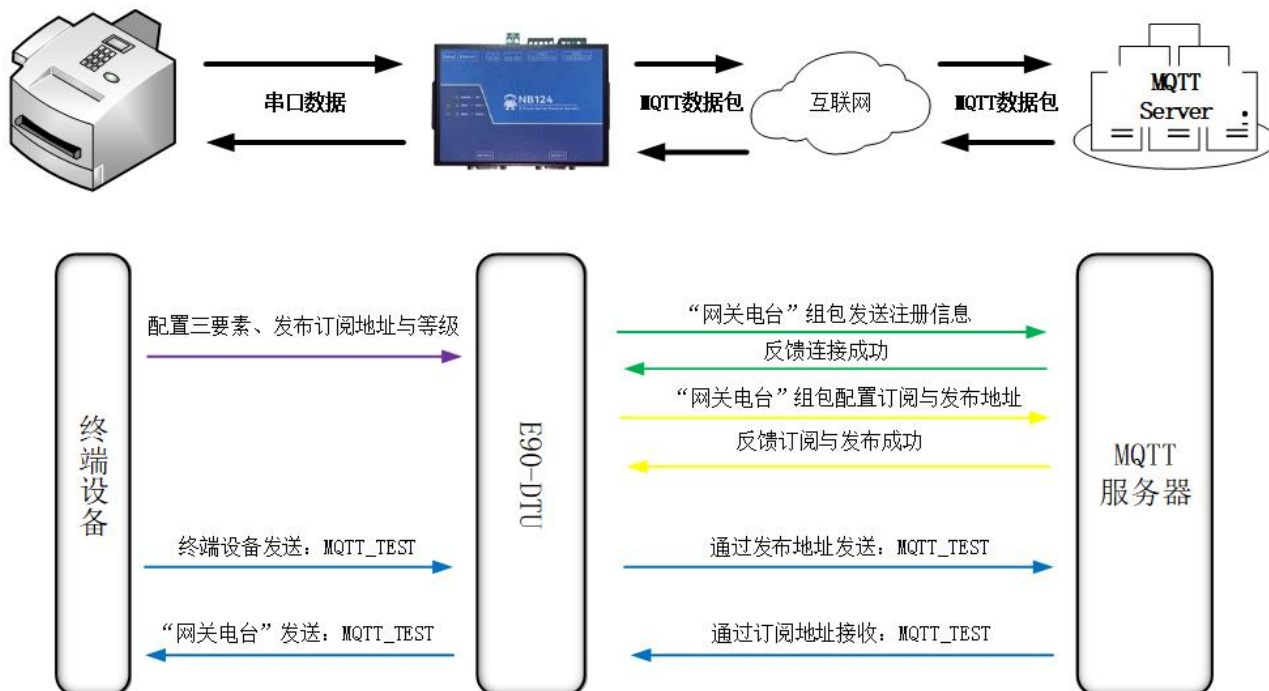 NB124
串口数据
MQTT数据包
互联网
MQTT数据包
MQTT
Server
配置三要素、发布订阅地址与等级
“网关电台”组包发送注册信息
反馈连接成功
“网关电台”组包配置订阅与发布地址
反馈订阅与发布成功
终端设备
E90-DTU
MQTT
服务器
终端设备发送：MQTT_TEST
通过发布地址发送：MQTT_TEST
“网关电台”发送：MQTT_TEST
通过订阅地址接收：MQTT_TEST